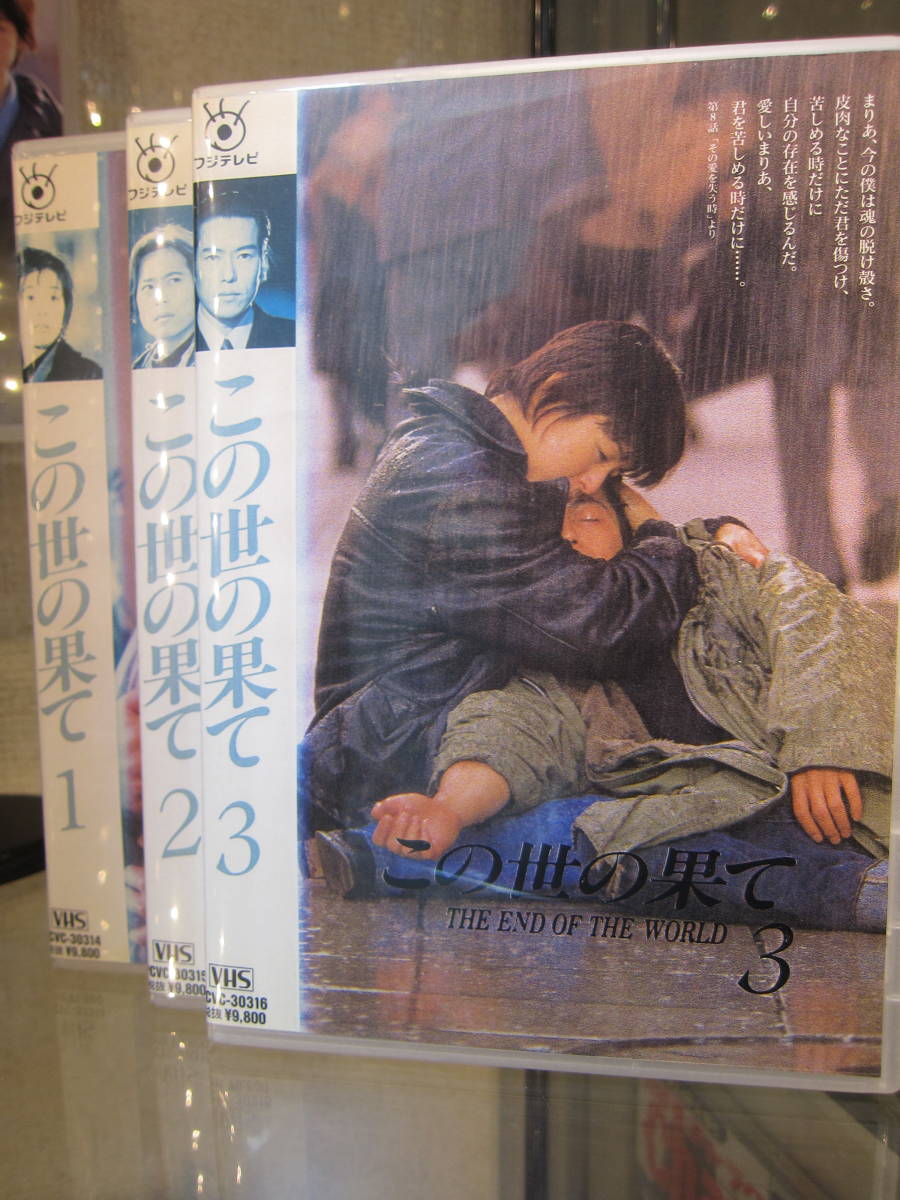 フジテレビ
この世の果て
1
VHS
CVC-30314
¥9,800
フジテレビ
この世の果て
2
VHS
CVC-30315
¥9,800
フジテレビ
この世の果て
3
VHS
CVC-30316
¥9,800
まりあ、今の僕は魂の脱け殻さ。
皮肉なことにただ君を傷つけ、
苦しめる時だけに
自分の存在を感じるんだ。
愛しいまりあ、
君を苦しめる時だけに……。
第8話「その愛を失う時」より
この世の果て
THE END OF THE WORLD
3